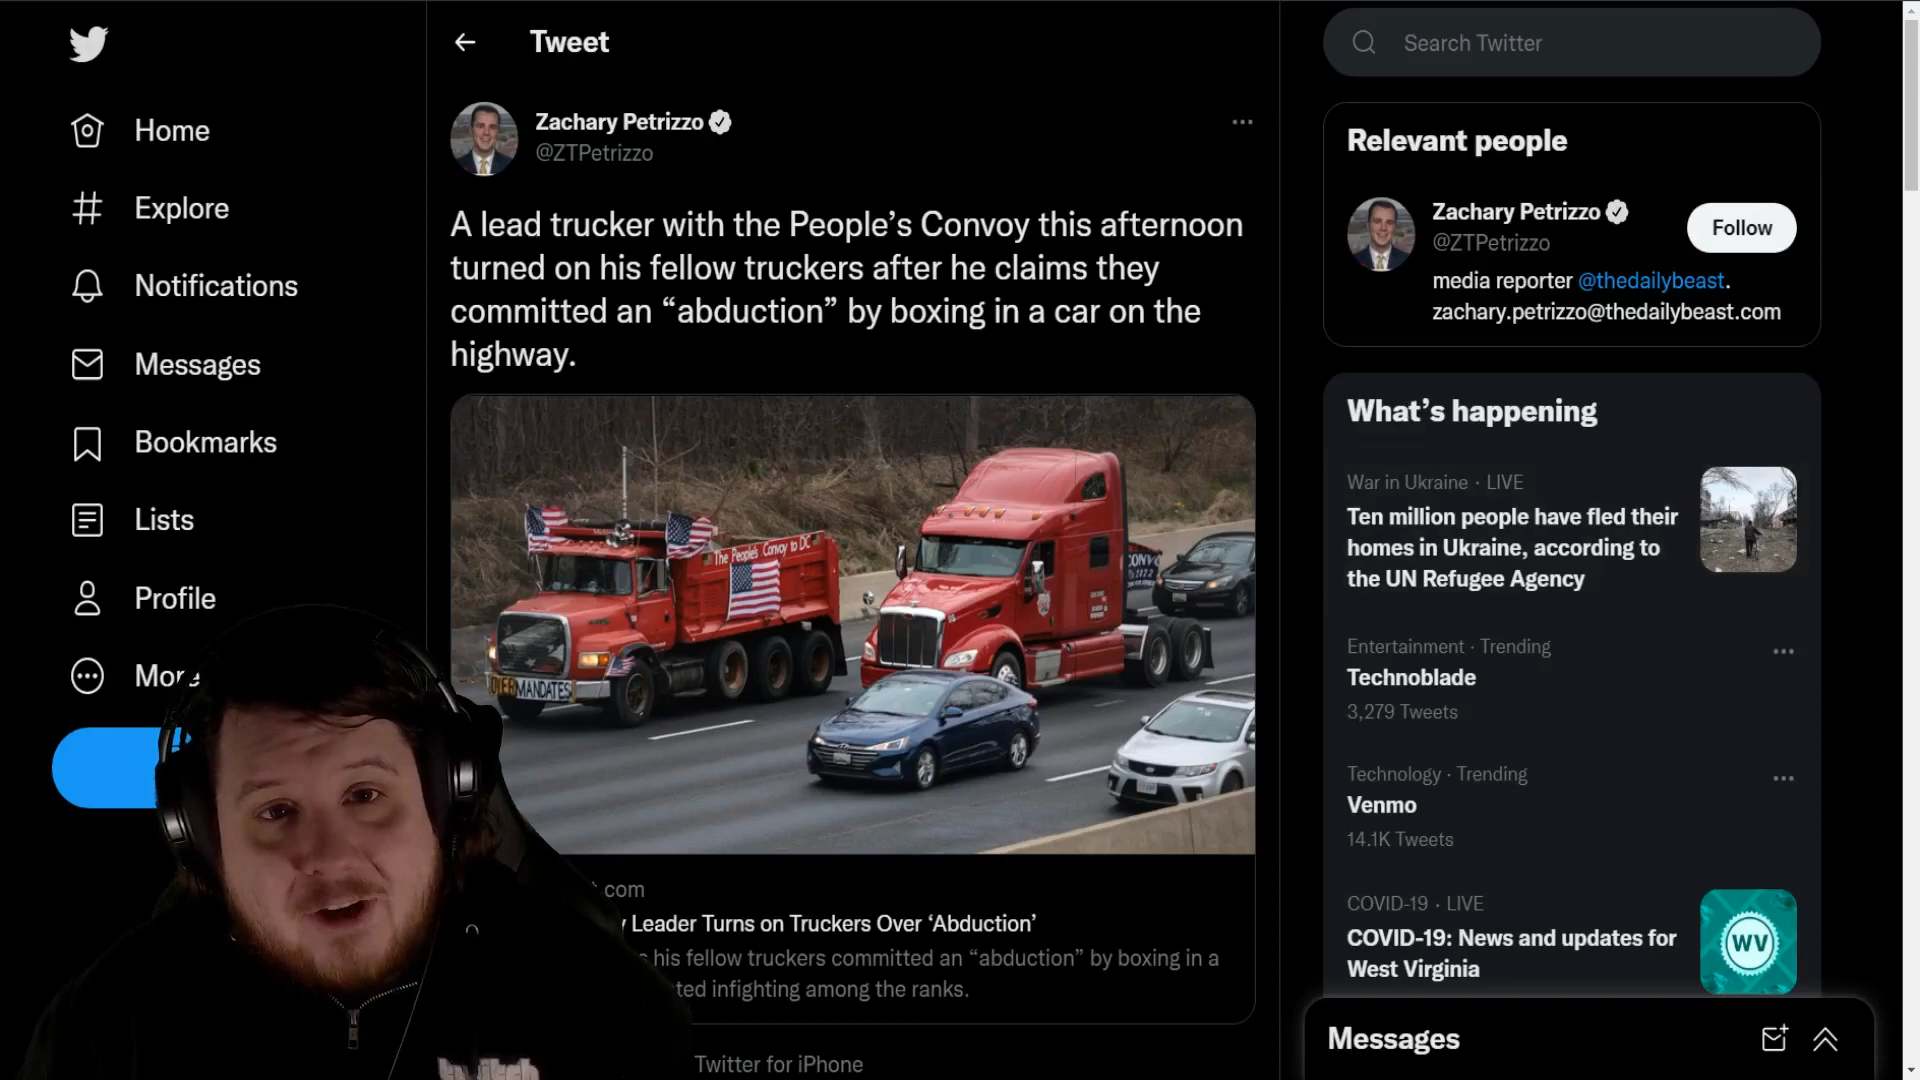 Home
Explore
Notifications
Messages
Bookmarks
Lists
Profile
More
Tweet
Zachary Petrizzo
@ZTPetrizzo
A lead trucker with the People’s Convoy this afternoon
turned on his fellow truckers after he claims they
committed an “abduction” by boxing in a car on the
highway.
The People's Convoy to DC
MANDATES
CONVO
.com
Leader Turns on Truckers Over ‘Abduction’
his fellow truckers committed an “abduction” by boxing in a
infighting among the ranks.
Twitter for iPhone
Search Twitter
Relevant people
Zachary Petrizzo
@ZTPetrizzo
Follow
media reporter @thedailybeast.
zachary.petrizzo@thedailybeast.com
What’s happening
War in Ukraine · LIVE
Ten million people have fled their
homes in Ukraine, according to
the UN Refugee Agency
Entertainment · Trending
Technoblade
3,279 Tweets
Technology · Trending
Venmo
14.1K Tweets
COVID-19 · LIVE
COVID-19: News and updates for
West Virginia
WV
Messages